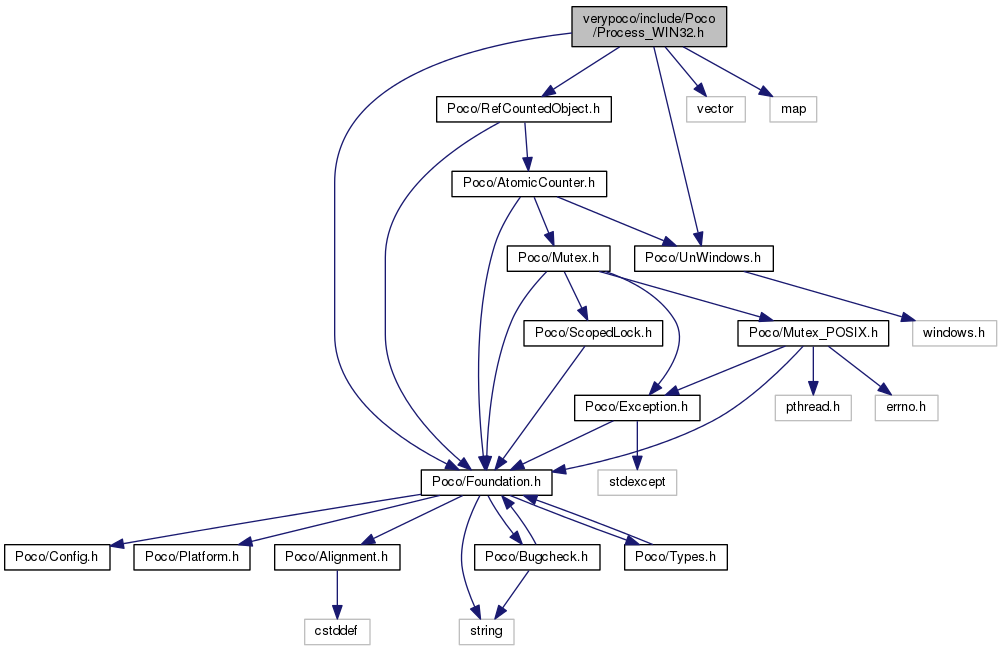 verypoco/include/Poco
/Process_WIN32.h
Poco/RefCountedObject.h
vector
map
Poco/AtomicCounter.h
Poco/Mutex.h
Poco/UnWindows.h
Poco/ScopedLock.h
Poco/Mutex_POSIX.h
windows.h
Poco/Exception.h
pthread.h
errno.h
Poco/Foundation.h
stdexcept
Poco/Config.h
Poco/Platform.h
Poco/Alignment.h
Poco/Bugcheck.h
Poco/Types.h
cstddef
string